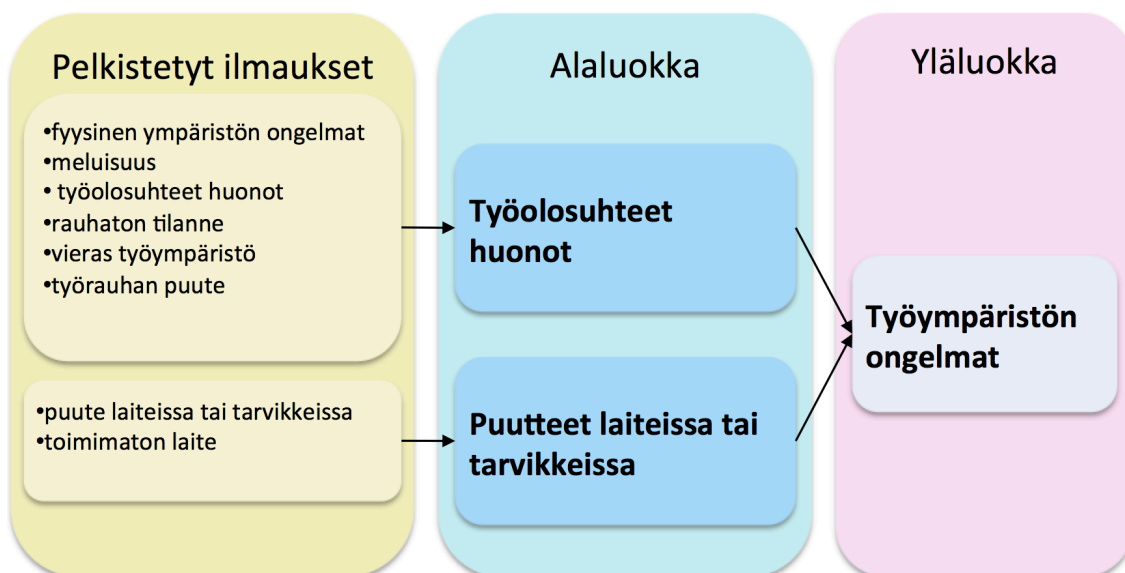 Pelkistetyt ilmaukset
•fyysinen ympäristön ongelmat
•meluisuus
• työolosuhteet huonot
•rauhaton tilanne
•vieras työympäristö
•työrauhan puute
•puute laiteissa tai tarvikkeissa
•toimimaton laite
Alaluokka
Työolosuhteet
huonot
Puutteet laiteissa tai
tarvikkeissa
Yläluokka
Työympäristön
ongelmat